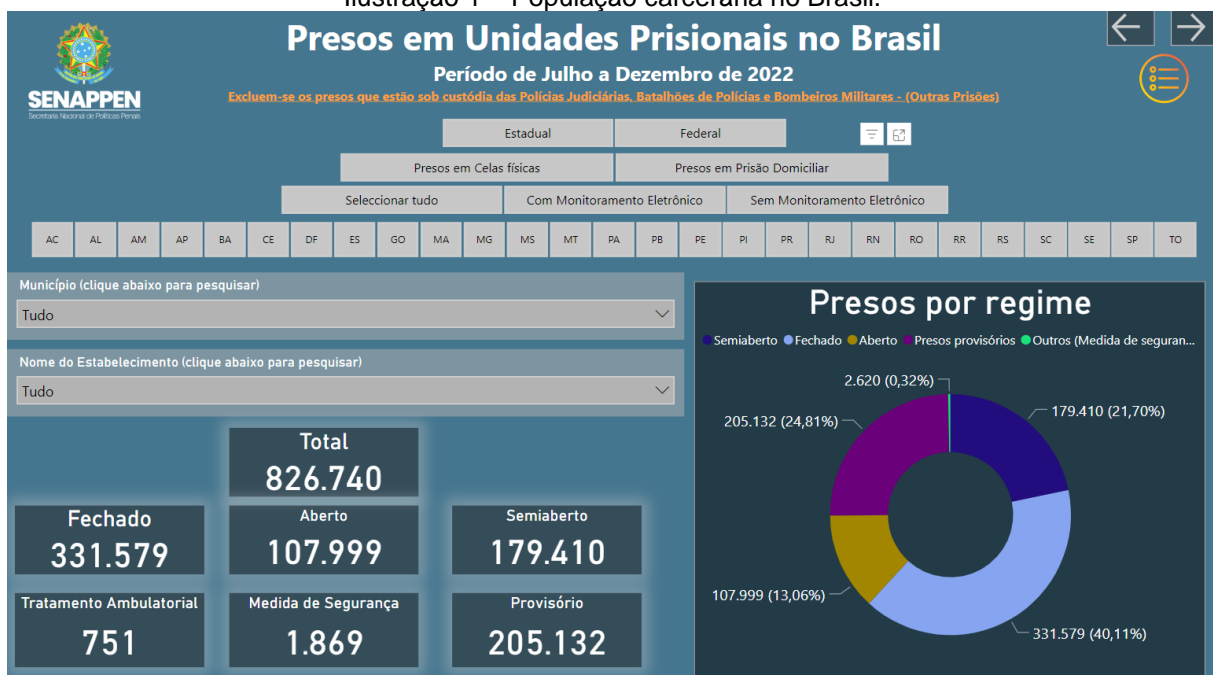 Ilustração 1 – População carcerária no Brasil.
Presos em Unidades Prisionais no Brasil
Período de Julho a Dezembro de 2022
Excluem-se os presos que estão sob custódia das Polícias Judiciárias, Batalhões de Polícias e Bombeiros Militares - (Outras Prisões)
SENAPPEN
Secretaria Nacional de Políticas Penais
Estadual Federal
Presos em Celas físicas Presos em Prisão Domiciliar
Seleccionar tudo Com Monitoramento Eletrônico Sem Monitoramento Eletrônico
AC AL AM AP BA CE DF ES GO MA MG MS MT PA PB PE PI PR RJ RN RO RR RS SC SE SP TO
Município (clique abaixo para pesquisar)
Tudo
Nome do Estabelecimento (clique abaixo para pesquisar)
Tudo
Total
826.740
Fechado Aberto Semiaberto
331.579 107.999 179.410
Tratamento Ambulatorial Medida de Segurança Provisório
751 1.869 205.132
Presos por regime
Semiaberto Fechado Aberto Presos provisórios Outros (Medida de seguran...
2.620 (0,32%)
179.410 (21,70%)
205.132 (24,81%)
107.999 (13,06%)
331.579 (40,11%)